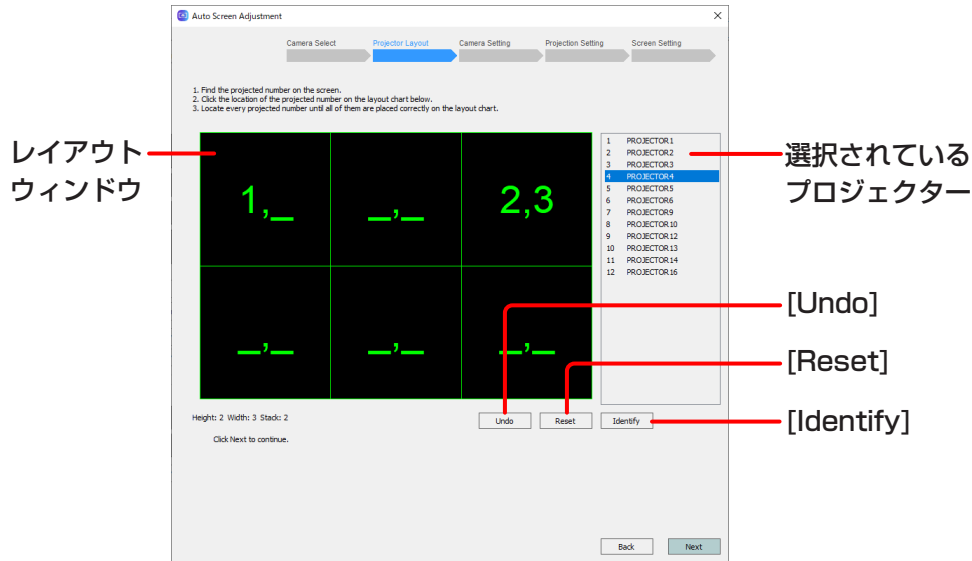 Auto Screen Adjustment
Camera Select
Projector Layout
Camera Setting
Projection Setting
Screen Setting
1. Find the projected number on the screen.
2. Click the location of the projected number on the layout chart below.
3. Locate every projected number until all of them are placed correctly on the layout chart.
レイアウト
ウィンドウ
1,_
_,_
2,3
_,_
_,_
_,_
1 PROJECTOR1
2 PROJECTOR2
3 PROJECTOR3
4 PROJECTOR4
5 PROJECTOR5
6 PROJECTOR6
7 PROJECTOR9
8 PROJECTOR10
9 PROJECTOR12
10 PROJECTOR13
11 PROJECTOR14
12 PROJECTOR16
選択されている
プロジェクター
[Undo]
[Reset]
[Identify]
Height: 2 Width: 3 Stack: 2
Undo
Reset
Identify
Click Next to continue.
Back
Next